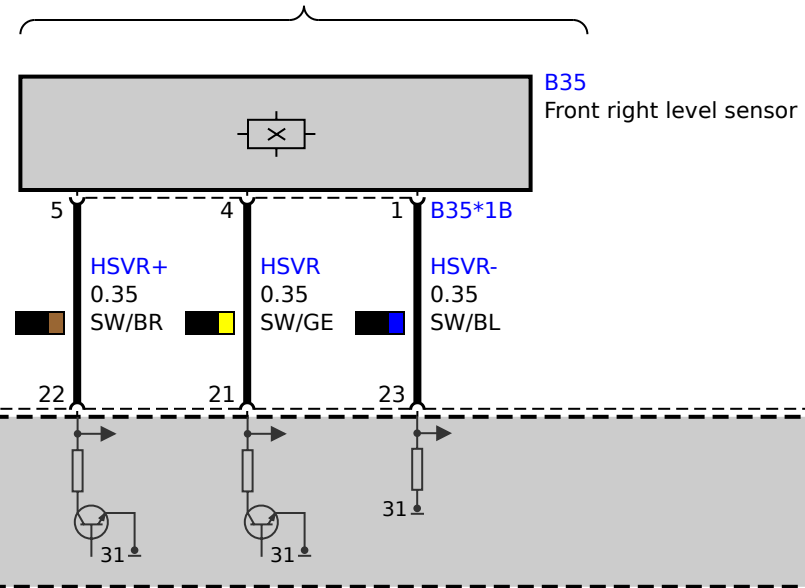 B35
Front right level sensor
5
4
1
B35*1B
HSVR+
0.35
SW/BR
HSVR
0.35
SW/GE
HSVR-
0.35
SW/BL
22
21
23
31
31
31